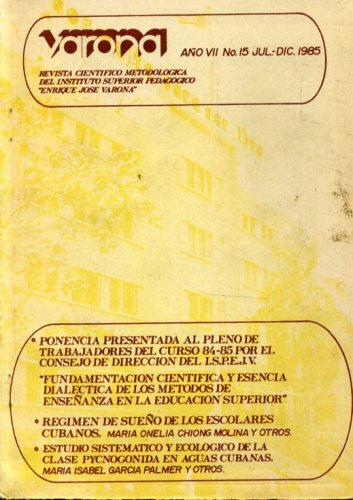 varona
AÑO VII No. 15 JUL.-DIC. 1985
REVISTA CIENTIFICO METODOLOGICA
DEL INSTITUTO SUPERIOR PEDAGOGICO
"ENRIQUE JOSE VARONA"
• PONENCIA PRESENTADA AL PLENO DE
TRABAJADORES DEL CURSO 84-85 POR EL
CONSEJO DE DIRECCION DEL I.S.P.E.J.V.
"FUNDAMENTACION CIENTIFICA Y ESENCIA
DIALECTICA DE LOS METODOS DE
ENSEÑANZA EN LA EDUCACION SUPERIOR"
• REGIMEN DE SUEÑO DE LOS ESCOLARES
CUBANOS. MARIA ONELIA CHIONG MOLINA Y OTROS.
• ESTUDIO SISTEMATICO Y ECOLOGICO DE LA
CLASE PYCNOGONIDA EN AGUAS CUBANAS.
MARIA ISABEL GARCIA PALMER Y OTROS.